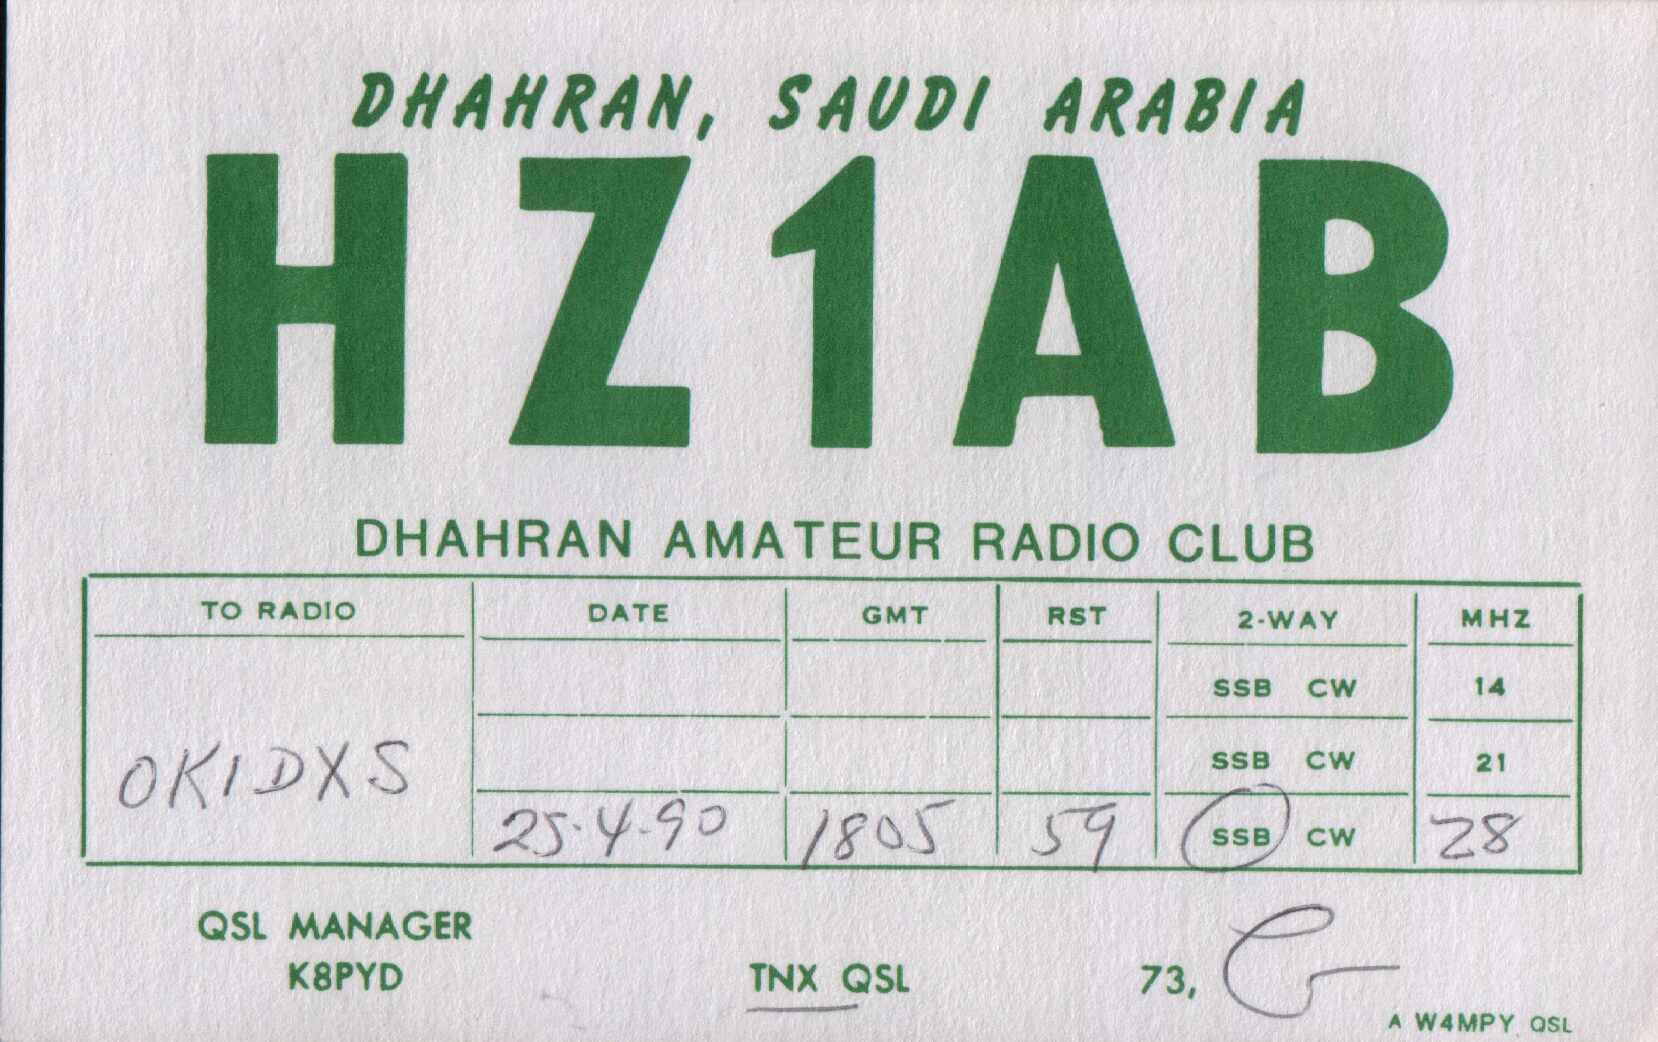 DHAHRAN, SAUDI ARABIA
HZ1AB
DHAHRAN AMATEUR RADIO CLUB
TO RADIO DATE GMT RST 2-WAY MHZ
SSB CW 14
SSB CW 21
OK1DXS 25.4.90 1805 59 SSB CW 28
QSL MANAGER
K8PYD
TNX QSL 73,
A W4MPY QSL